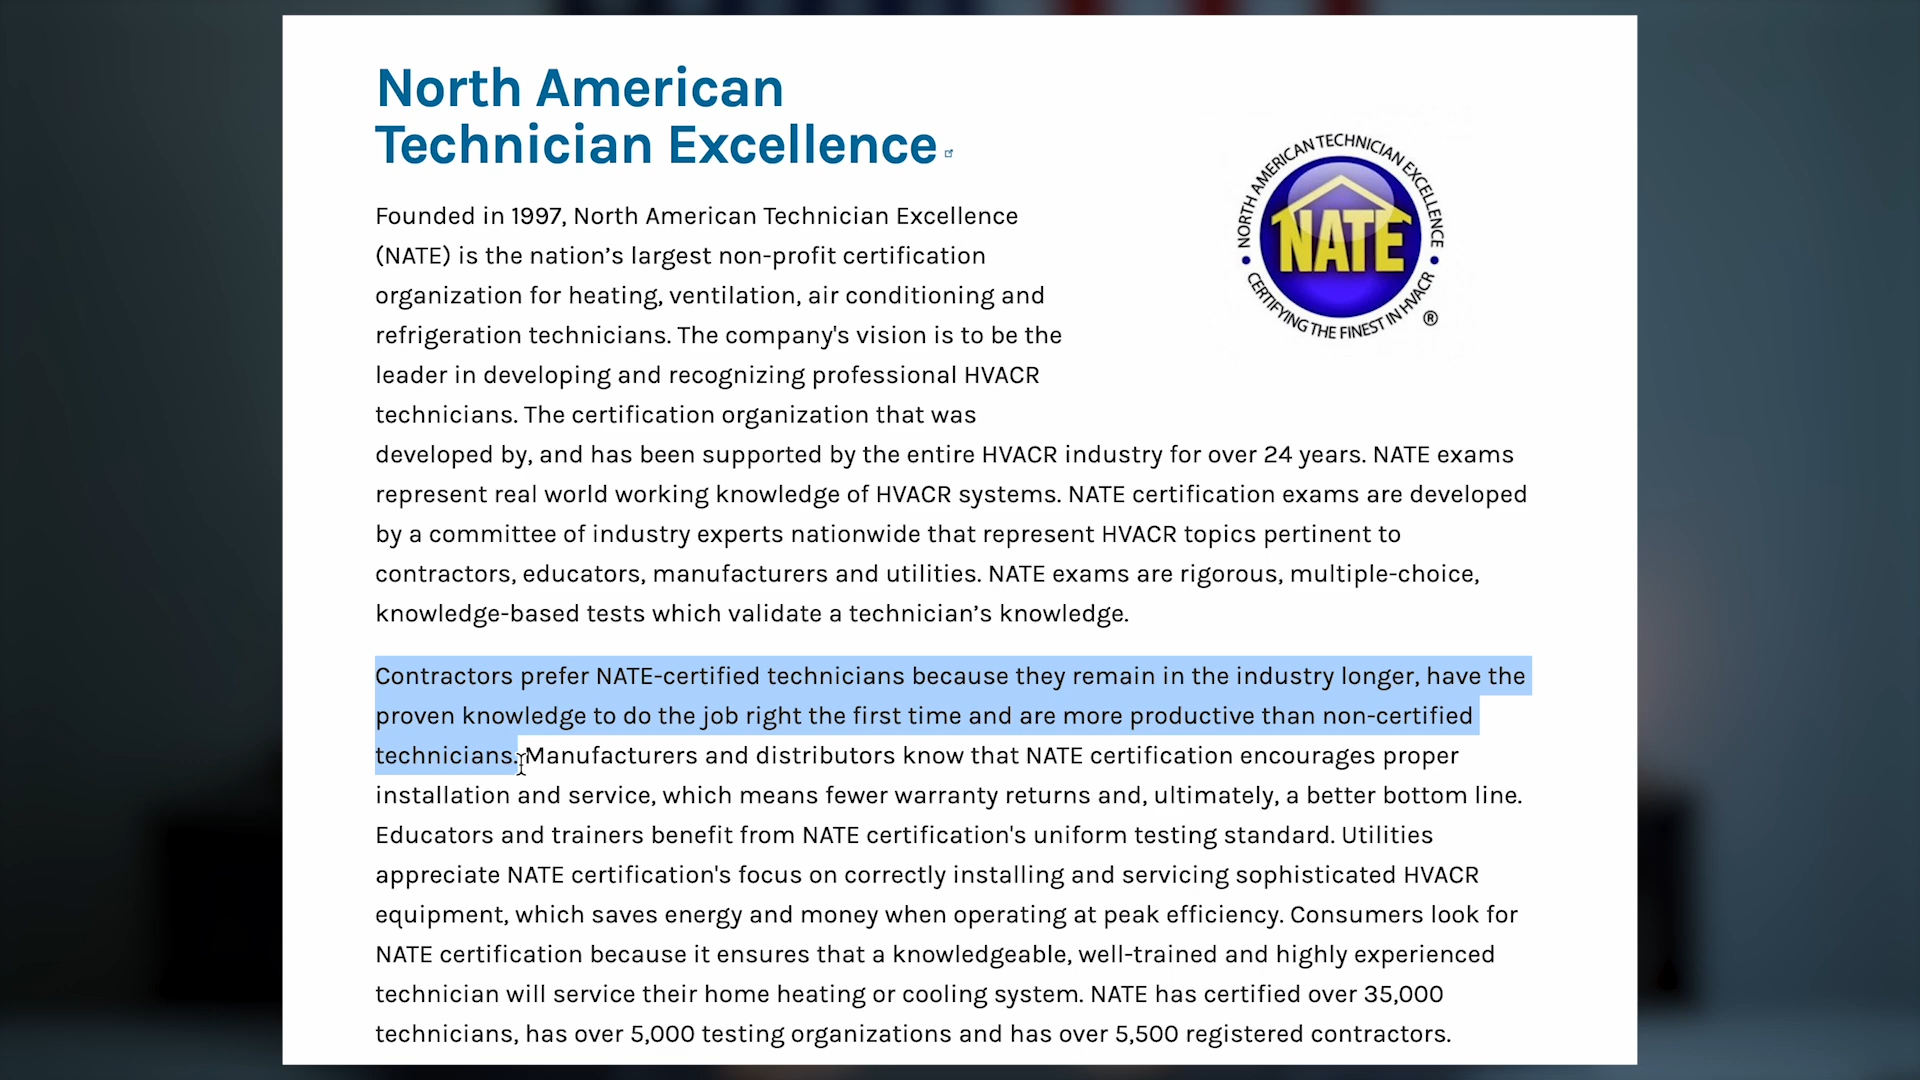 North American
Technician Excellence
NORTH AMERICAN TECHNICIAN EXCELLENCE
NATE
CERTIFYING THE FINEST IN HVACR
®
Founded in 1997, North American Technician Excellence
(NATE) is the nation’s largest non-profit certification
organization for heating, ventilation, air conditioning and
refrigeration technicians. The company's vision is to be the
leader in developing and recognizing professional HVACR
technicians. The certification organization that was
developed by, and has been supported by the entire HVACR industry for over 24 years. NATE exams
represent real world working knowledge of HVACR systems. NATE certification exams are developed
by a committee of industry experts nationwide that represent HVACR topics pertinent to
contractors, educators, manufacturers and utilities. NATE exams are rigorous, multiple-choice,
knowledge-based tests which validate a technician’s knowledge.
Contractors prefer NATE-certified technicians because they remain in the industry longer, have the
proven knowledge to do the job right the first time and are more productive than non-certified
technicians. Manufacturers and distributors know that NATE certification encourages proper
installation and service, which means fewer warranty returns and, ultimately, a better bottom line.
Educators and trainers benefit from NATE certification's uniform testing standard. Utilities
appreciate NATE certification's focus on correctly installing and servicing sophisticated HVACR
equipment, which saves energy and money when operating at peak efficiency. Consumers look for
NATE certification because it ensures that a knowledgeable, well-trained and highly experienced
technician will service their home heating or cooling system. NATE has certified over 35,000
technicians, has over 5,000 testing organizations and has over 5,500 registered contractors.